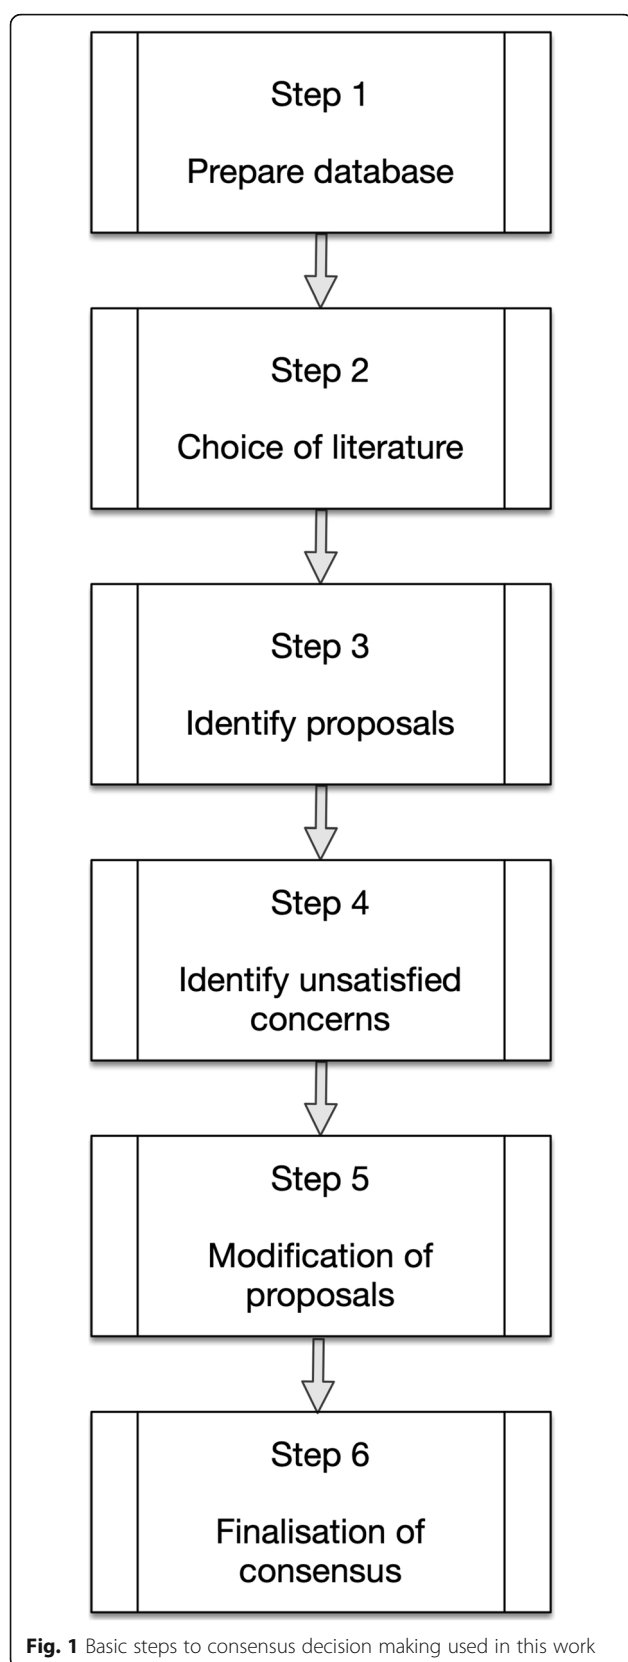 Step 1
Prepare database
Step 2
Choice of literature
Step 3
Identify proposals
Step 4
Identify unsatisfied
concerns
Step 5
Modification of
proposals
Step 6
Finalisation of
consensus
Fig. 1 Basic steps to consensus decision making used in this work